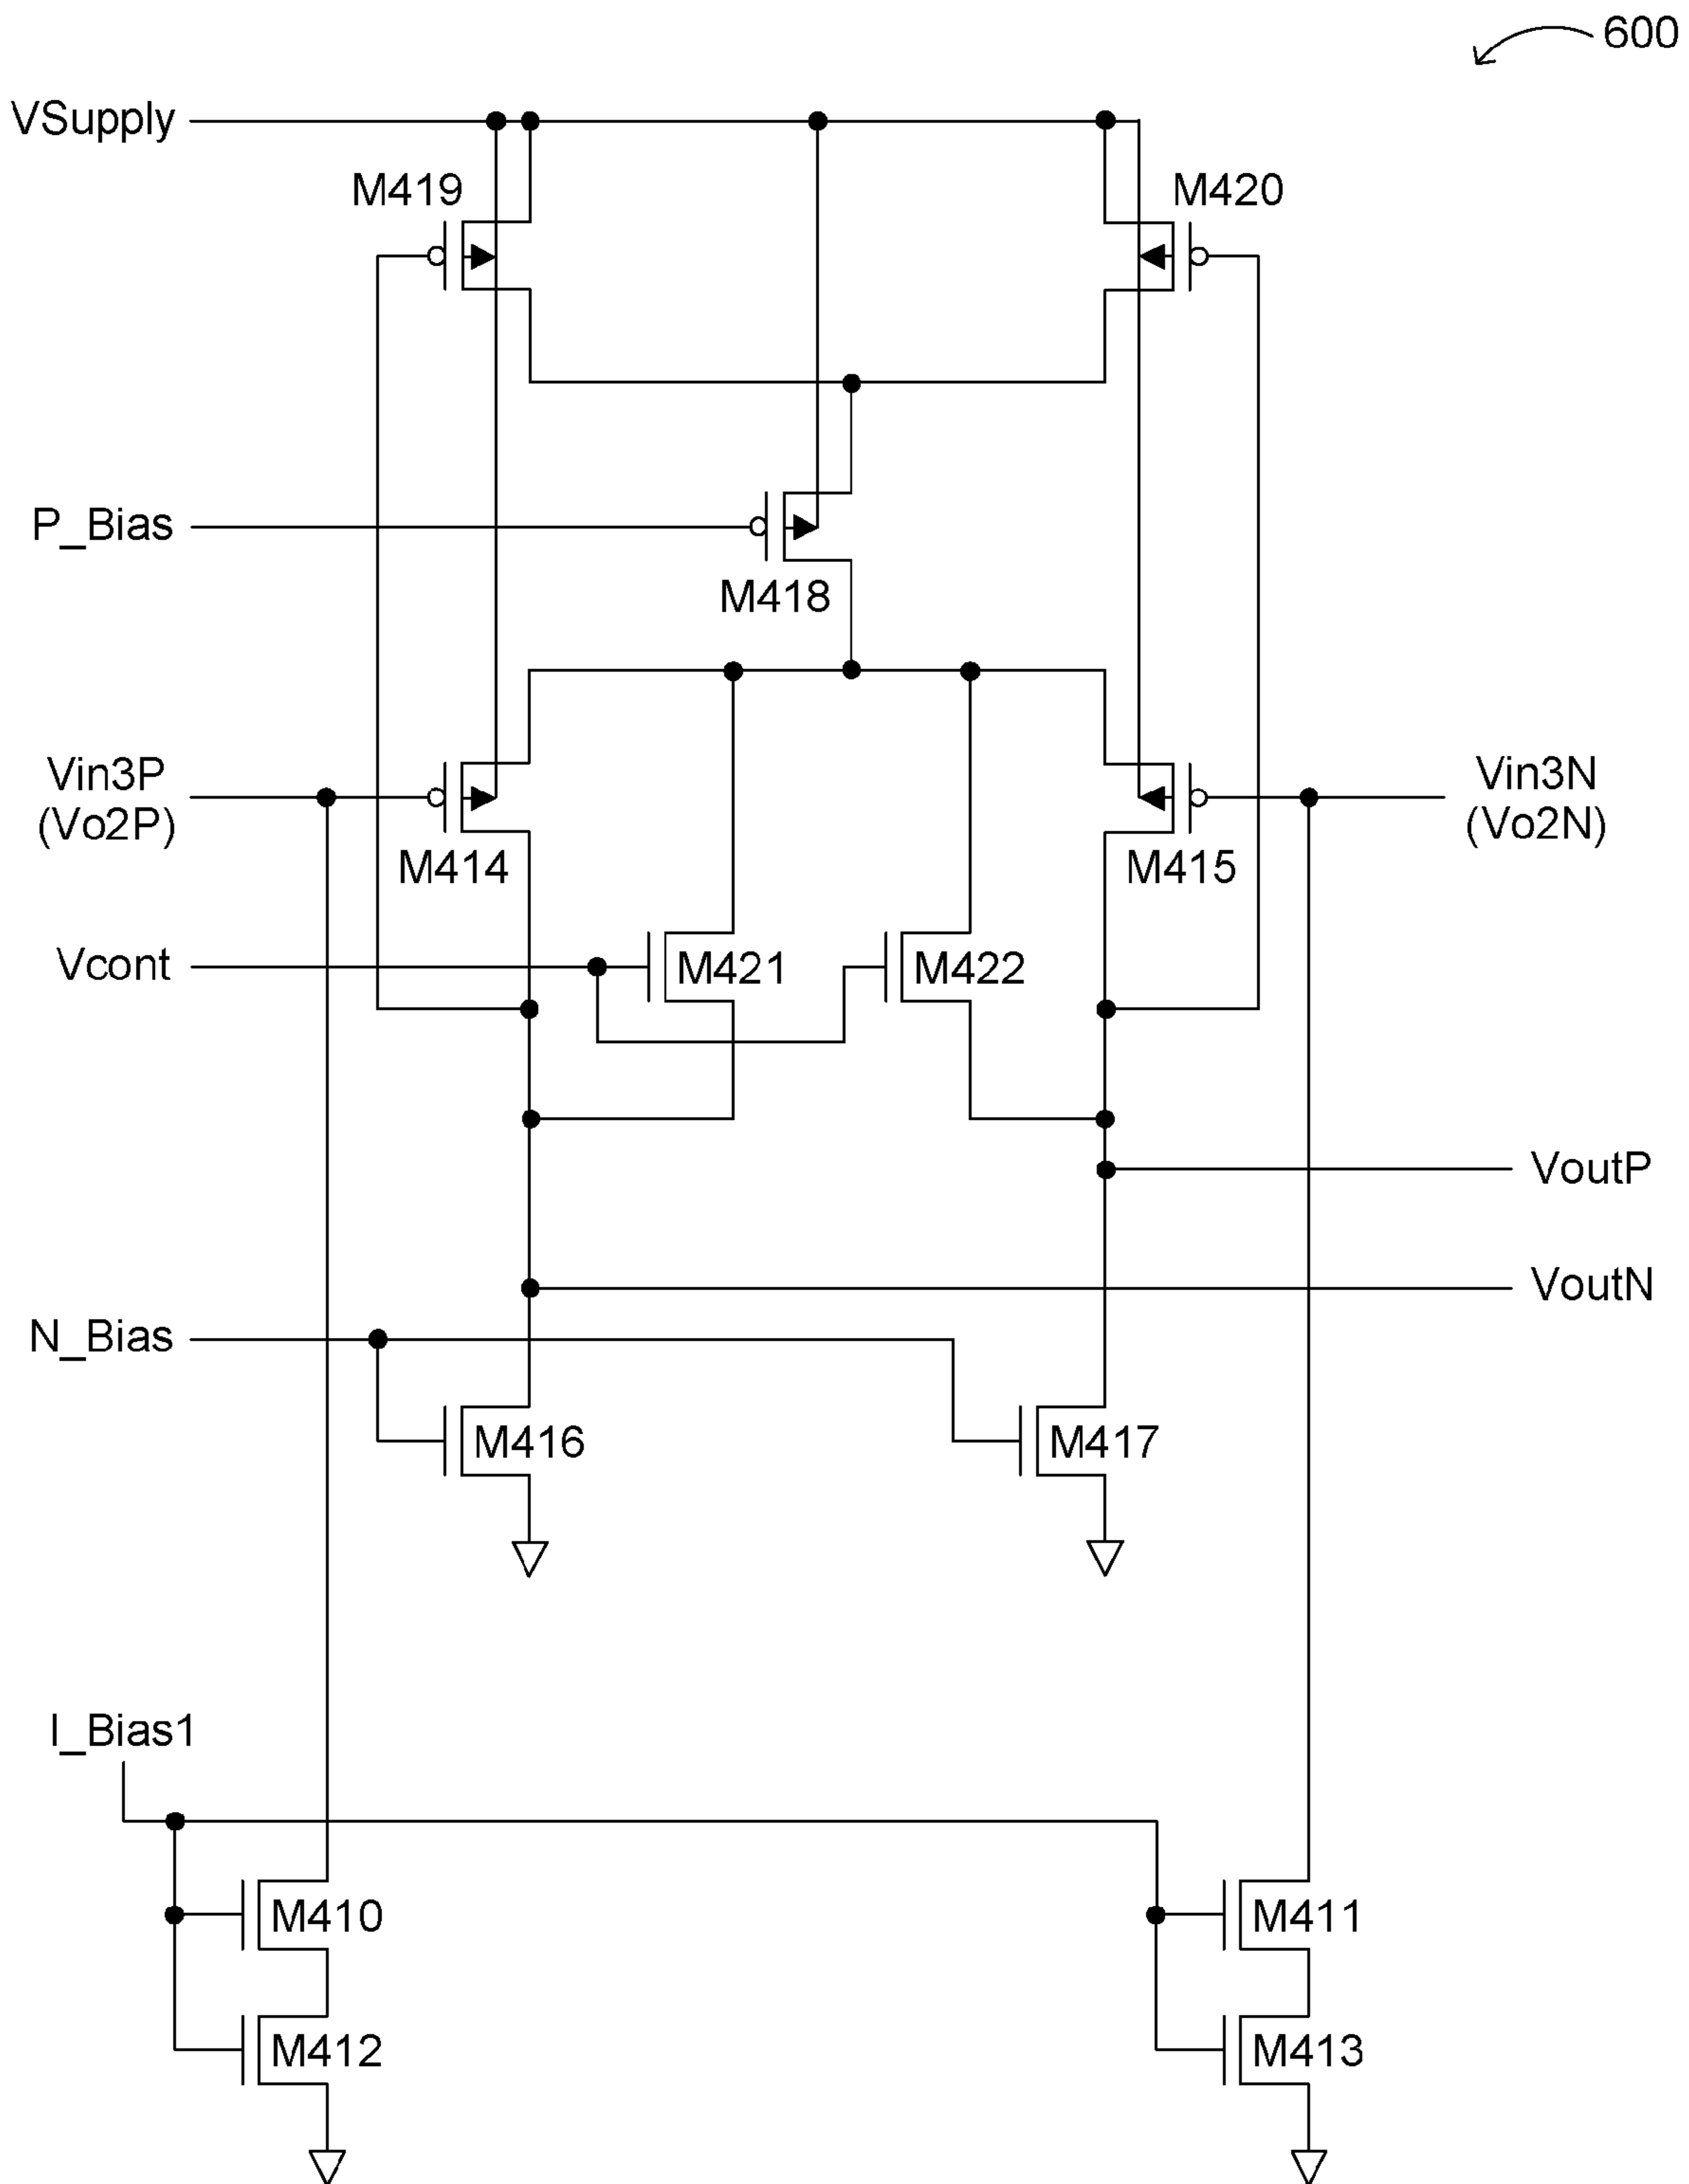 600
VSupply
M419
M420
P_Bias
M418
Vin3P
(Vo2P)
Vin3N
(Vo2N)
M414
M415
Vcont
M421
M422
VoutP
VoutN
N_Bias
M416
M417
I_Bias1
M410
M411
M412
M413